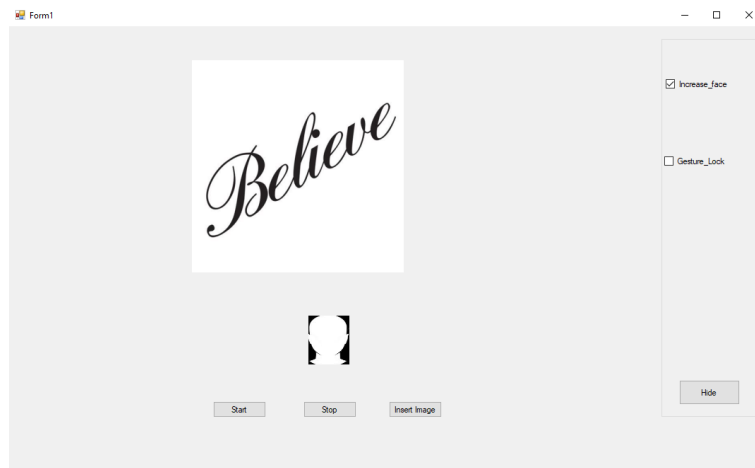 Form1
Believe
Increase_face
Gesture_Lock
Hide
Start
Stop
Insert Image